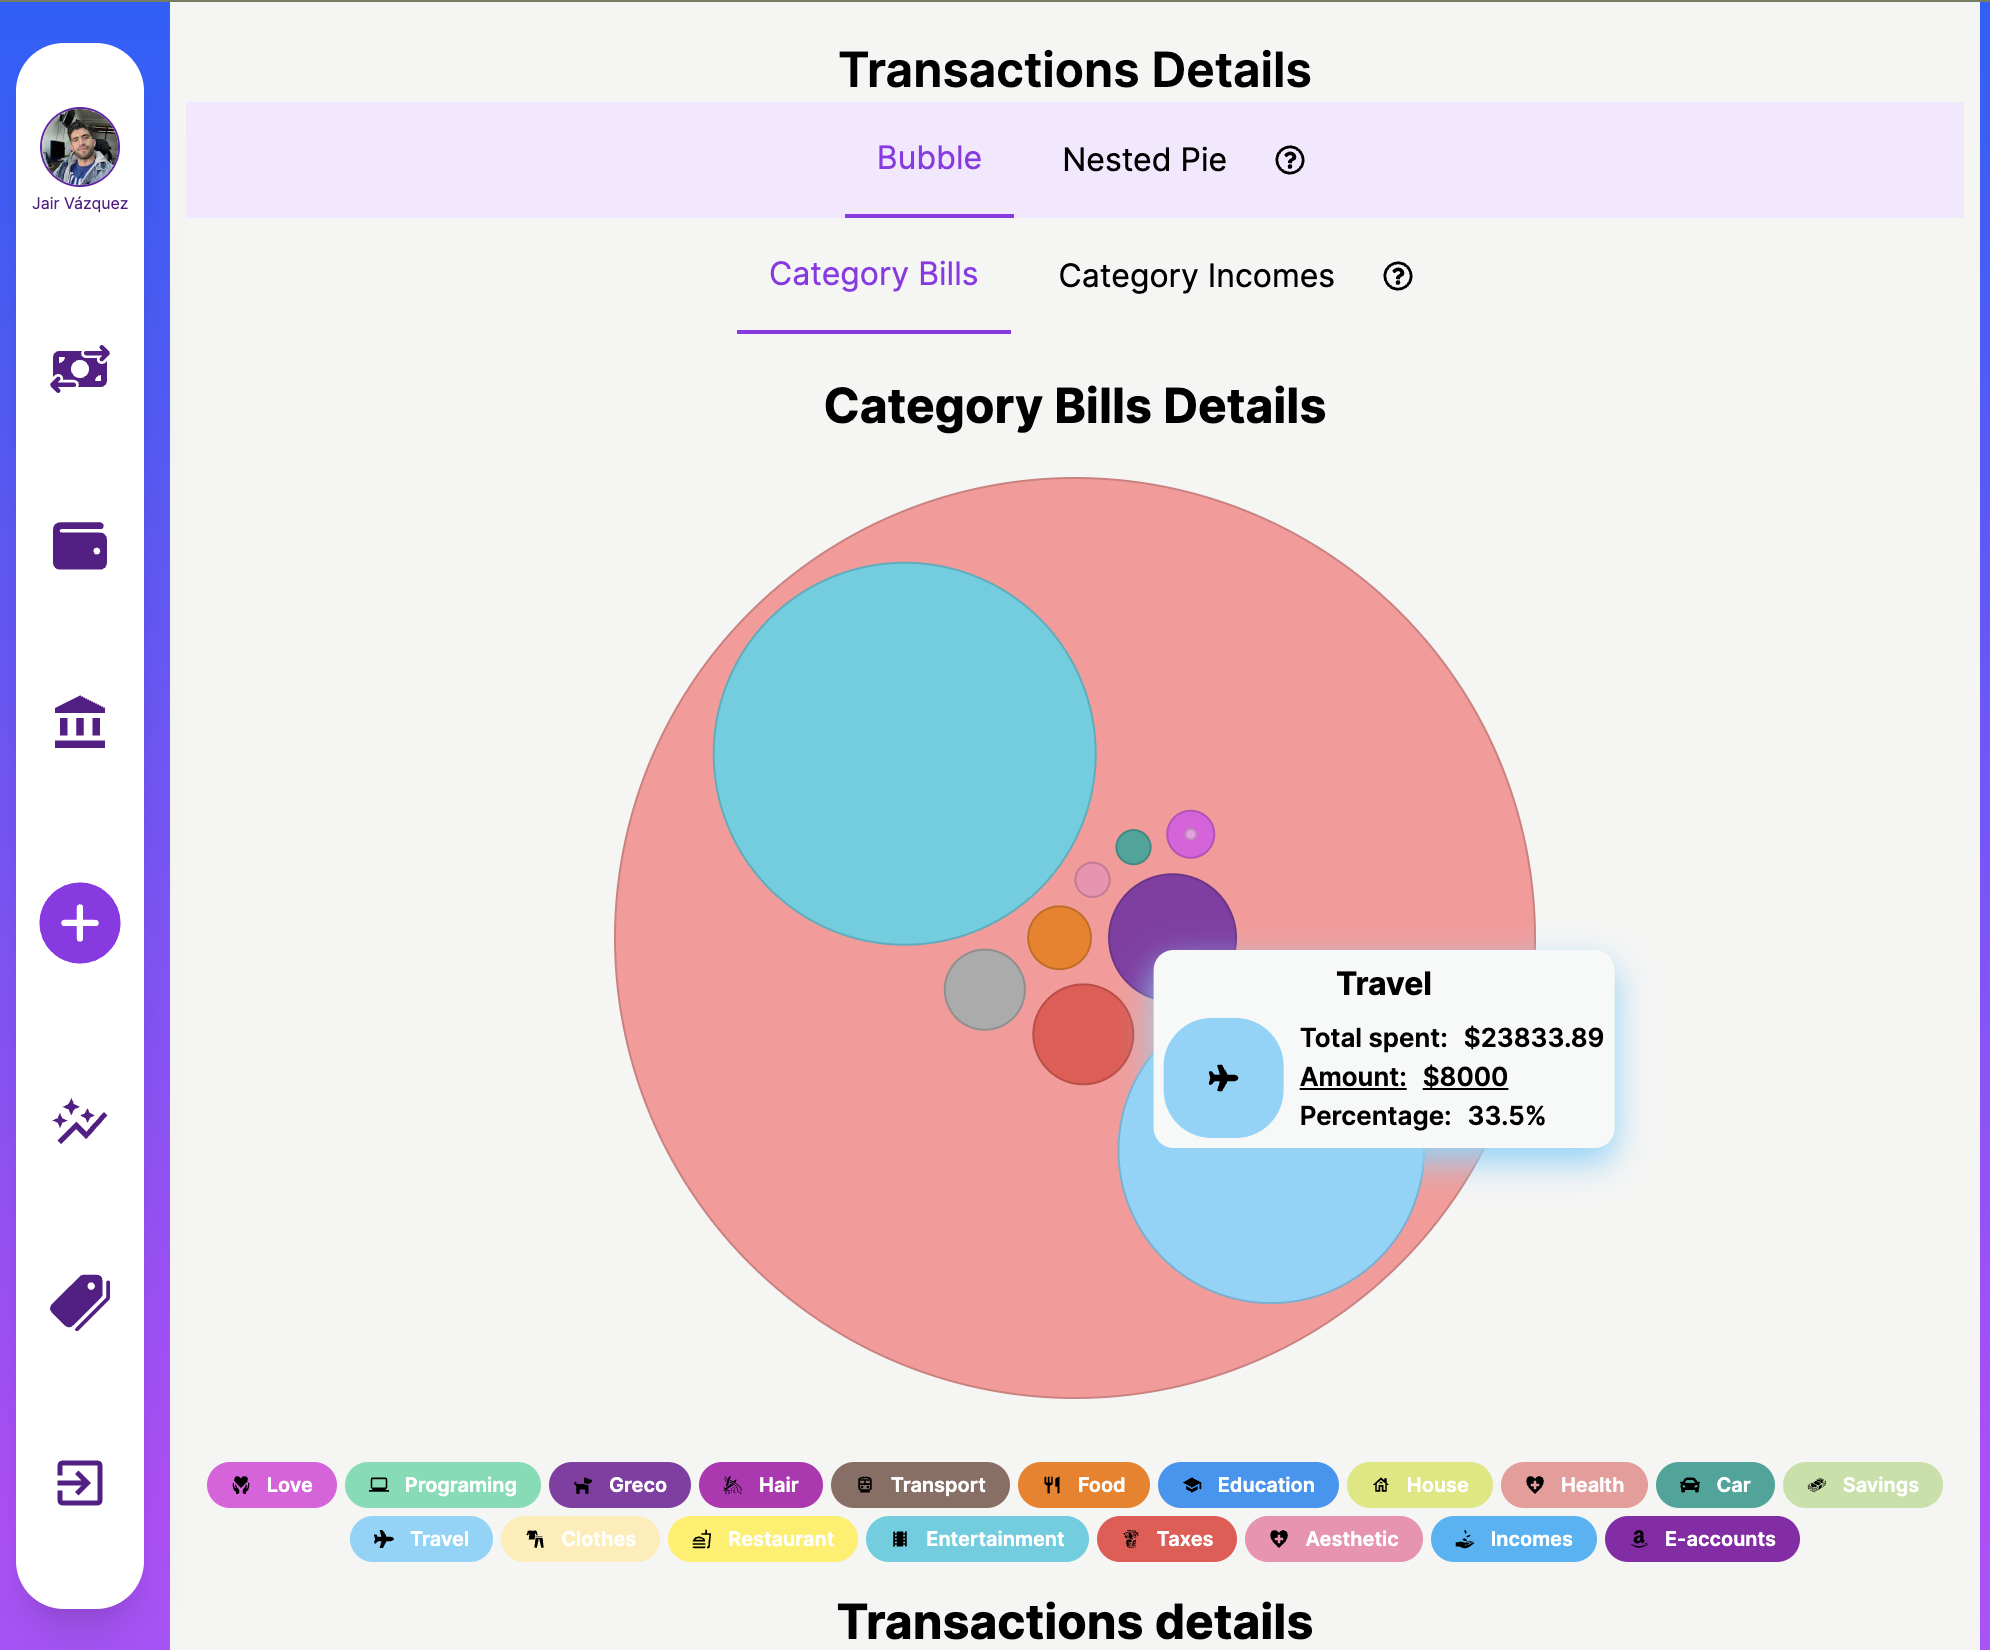 Transactions Details
Jair Vázquez
Bubble Nested Pie ?
Category Bills Category Incomes ?
Category Bills Details
Travel
Total spent: $23833.89
Amount: $8000
Percentage: 33.5%
Love Programing Greco Hair Transport Food Education House Health Car Savings
Travel Clothes Restaurant Entertainment Taxes Aesthetic Incomes E-accounts
Transactions details